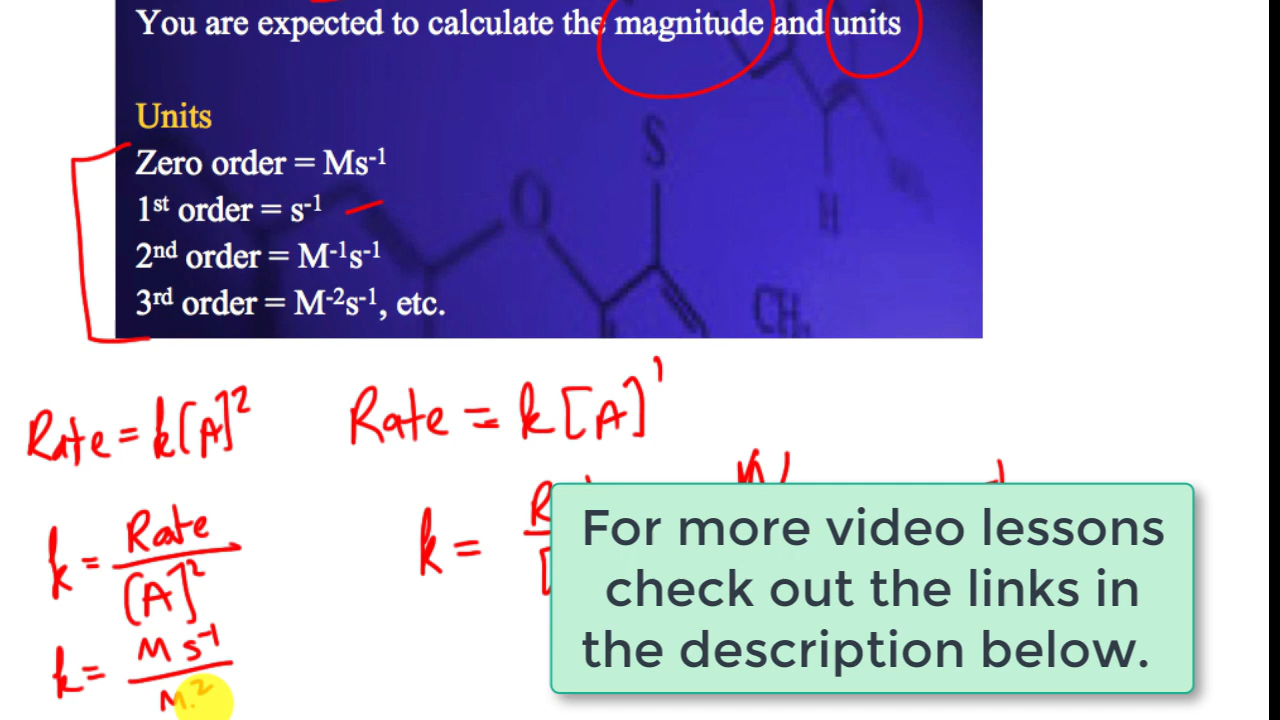 You are expected to calculate the magnitude and units
Units
Zero order = Ms⁻¹
1ˢᵗ order = s⁻¹
2ⁿᵈ order = M⁻¹s⁻¹
3ʳᵈ order = M⁻²s⁻¹, etc.
S
O
H
CH₃
Rate = k[A]²
k = Rate / [A]²
k = M s⁻¹ / M²
Rate = k[A]¹
k =
For more video lessons
check out the links in
the description below.